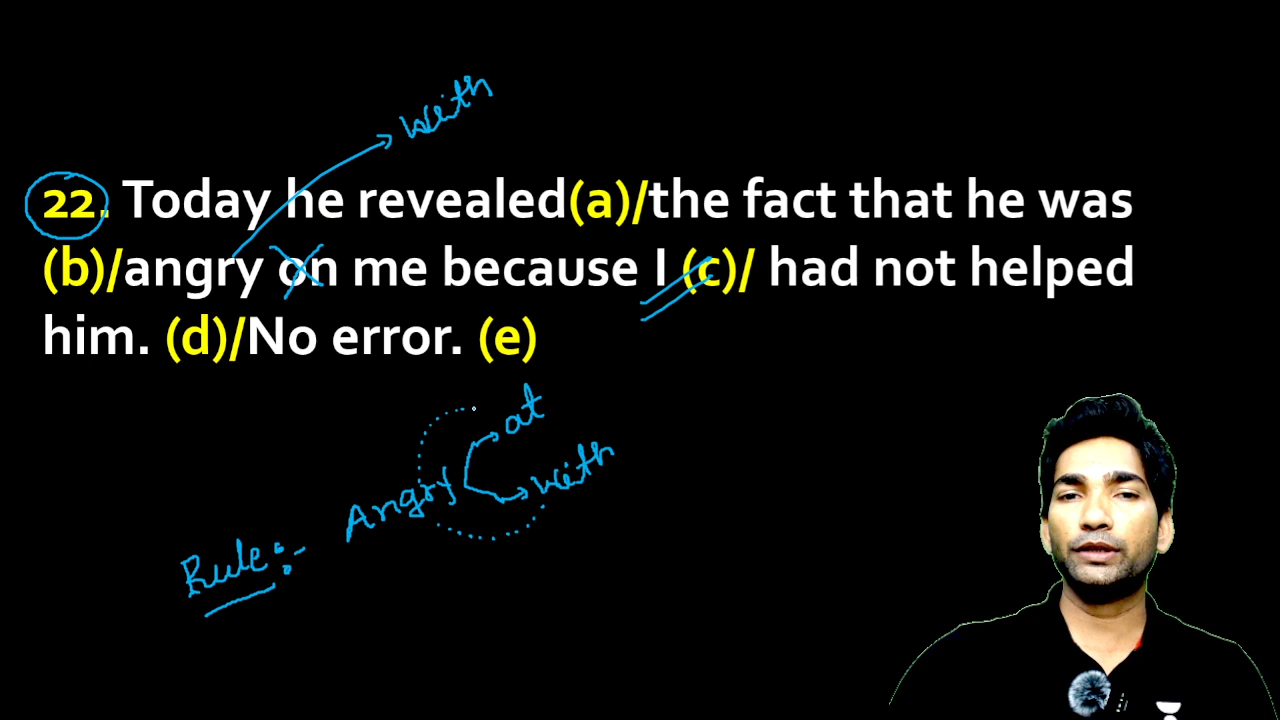 with
22. Today he revealed(a)/the fact that he was
(b)/angry on me because I (c)/ had not helped
him. (d)/No error. (e)
at
Angry
with
Rule:-